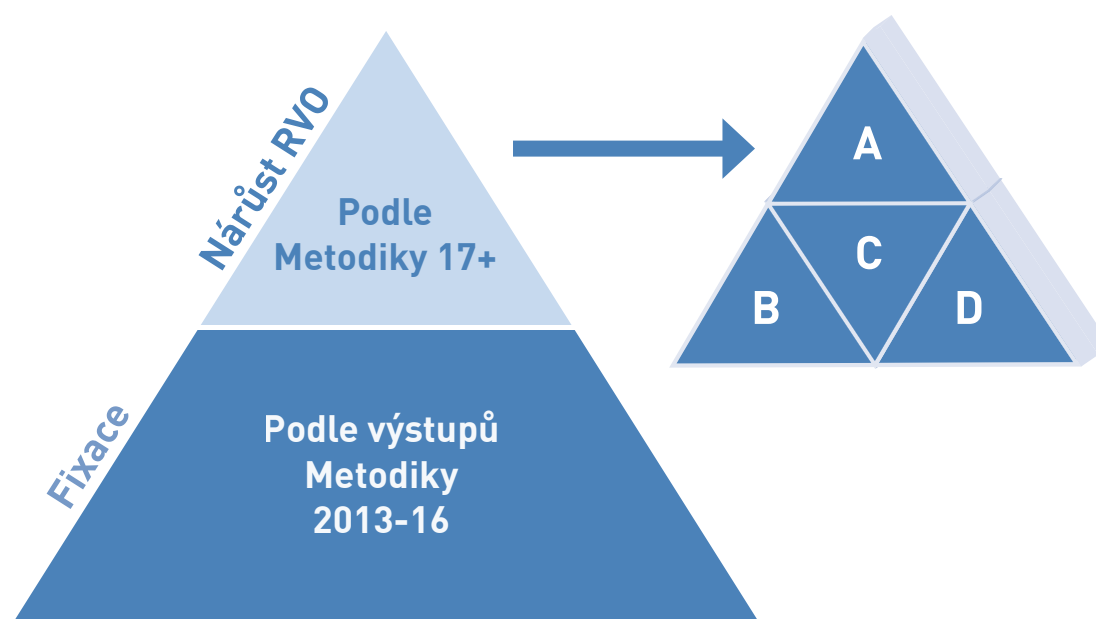 Nárůst RVO
Podle
Metodiky 17+
Fixace
Podle výstupů
Metodiky
2013-16
A
B
C
D